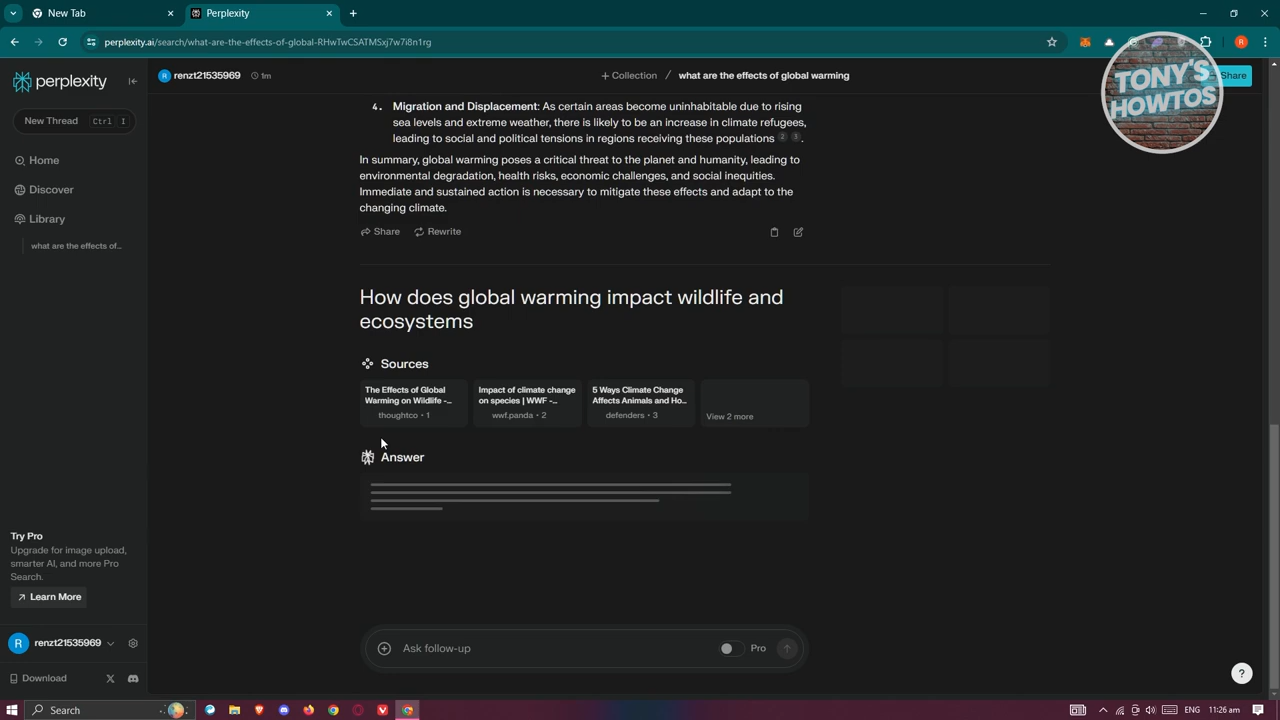 New Tab
Perplexity
perplexity.ai/search/what-are-the-effects-of-global-RHwTwCSATMSxj7w7i8n1rg
R
perplexity
R renzt21535969 1m
+ Collection / what are the effects of global warming
Share
TONY'S
HOWTOS
New Thread Ctrl I
Home
Discover
Library
what are the effects of...
4. Migration and Displacement: As certain areas become uninhabitable due to rising
sea levels and extreme weather, there is likely to be an increase in climate refugees,
leading to social and political tensions in regions receiving these populations 2 3 .
In summary, global warming poses a critical threat to the planet and humanity, leading to
environmental degradation, health risks, economic challenges, and social inequities.
Immediate and sustained action is necessary to mitigate these effects and adapt to the
changing climate.
Share Rewrite
How does global warming impact wildlife and
ecosystems
Sources
The Effects of Global
Warming on Wildlife -...
thoughtco • 1
Impact of climate change
on species | WWF -...
wwf.panda • 2
5 Ways Climate Change
Affects Animals and Ho...
defenders • 3
View 2 more
Answer
Try Pro
Upgrade for image upload,
smarter AI, and more Pro
Search.
Learn More
R renzt21535969
Download
Ask follow-up
Pro
?
Search
ENG 11:26 am